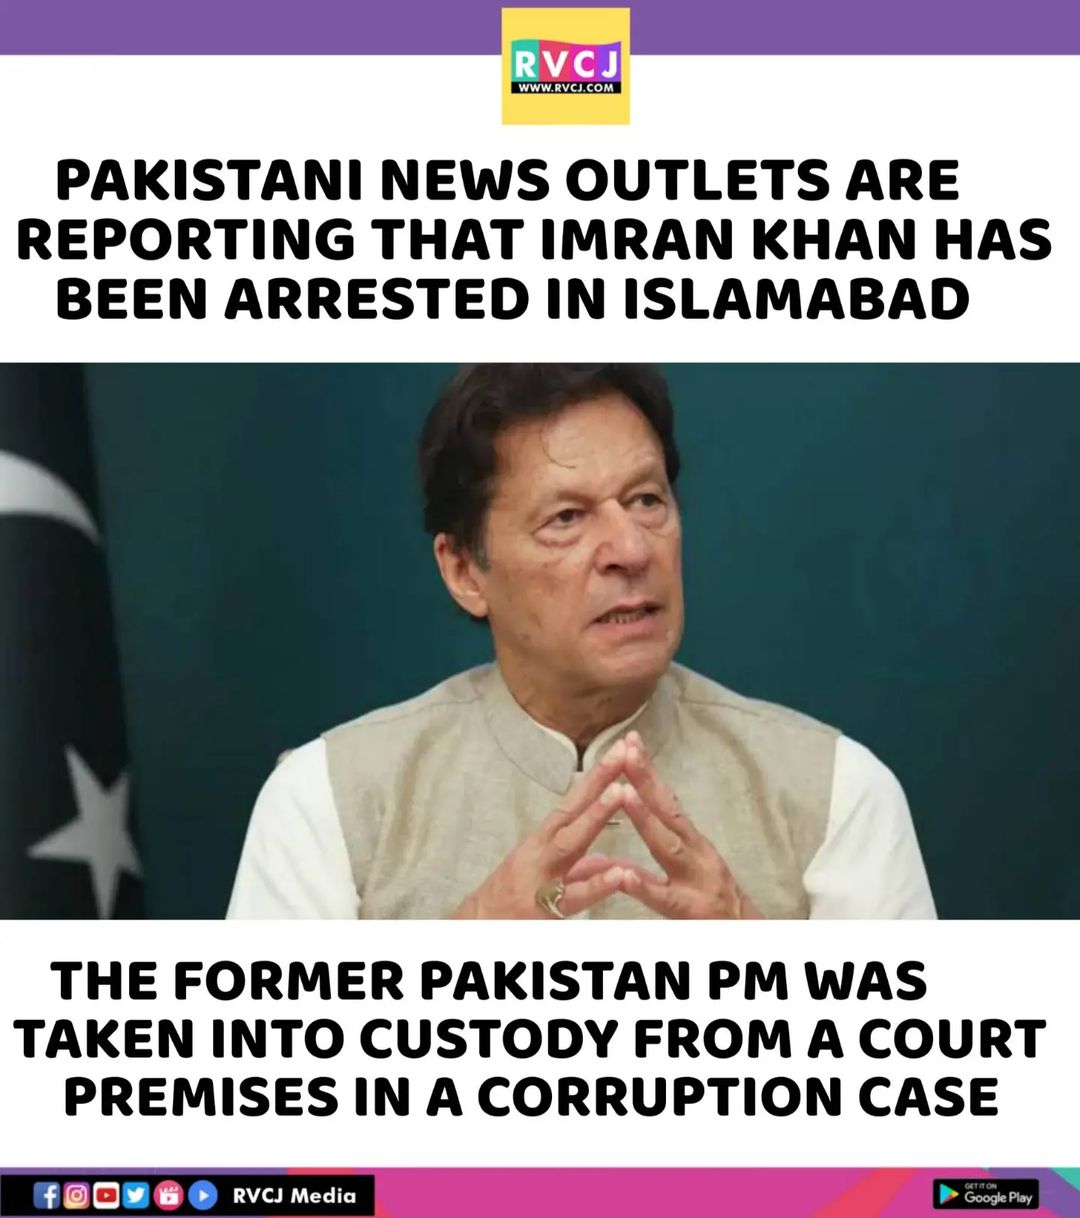 RVCJ
WWW.RVCJ.COM
PAKISTANI NEWS OUTLETS ARE
REPORTING THAT IMRAN KHAN HAS
BEEN ARRESTED IN ISLAMABAD
THE FORMER PAKISTAN PM WAS
TAKEN INTO CUSTODY FROM A COURT
PREMISES IN A CORRUPTION CASE
RVCJ Media
GET IT ON
Google Play